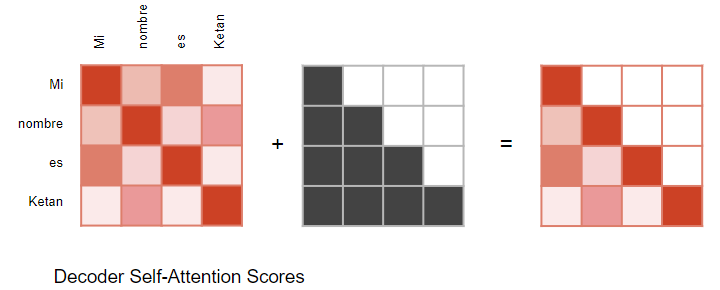 Mi
nombre
es
Ketan
Mi
nombre
es
Ketan
+
=
Decoder Self-Attention Scores